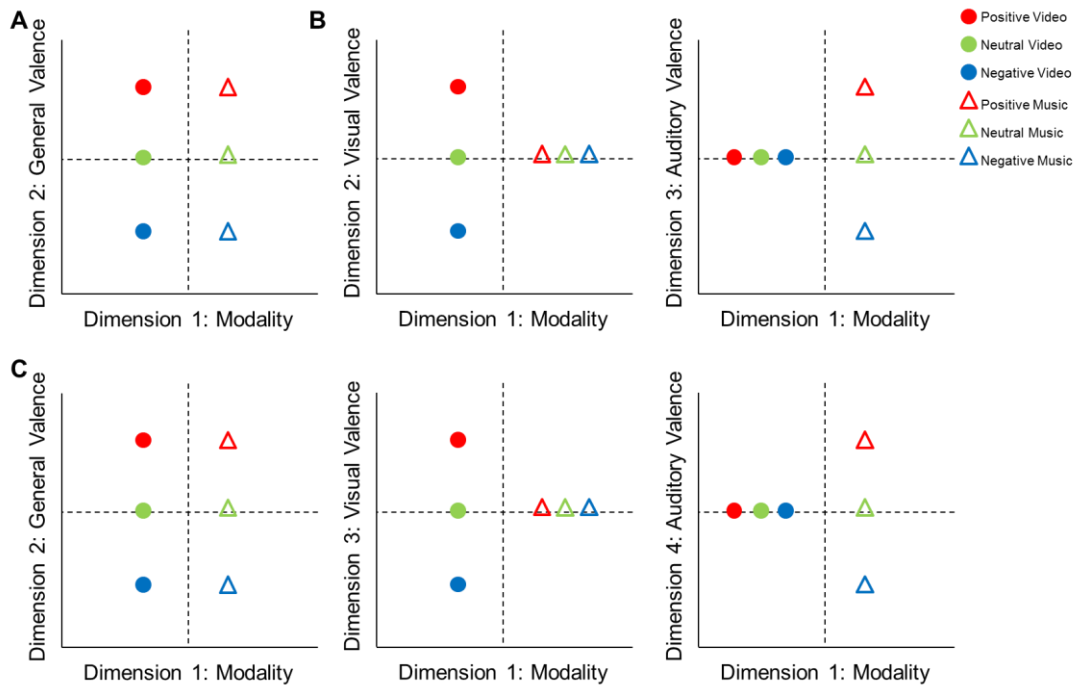 A
B
Dimension 2: General Valence
Dimension 1: Modality
Dimension 2: Visual Valence
Dimension 1: Modality
Dimension 3: Auditory Valence
Dimension 1: Modality
Positive Video
Neutral Video
Negative Video
Positive Music
Neutral Music
Negative Music
C
Dimension 2: General Valence
Dimension 1: Modality
Dimension 3: Visual Valence
Dimension 1: Modality
Dimension 4: Auditory Valence
Dimension 1: Modality